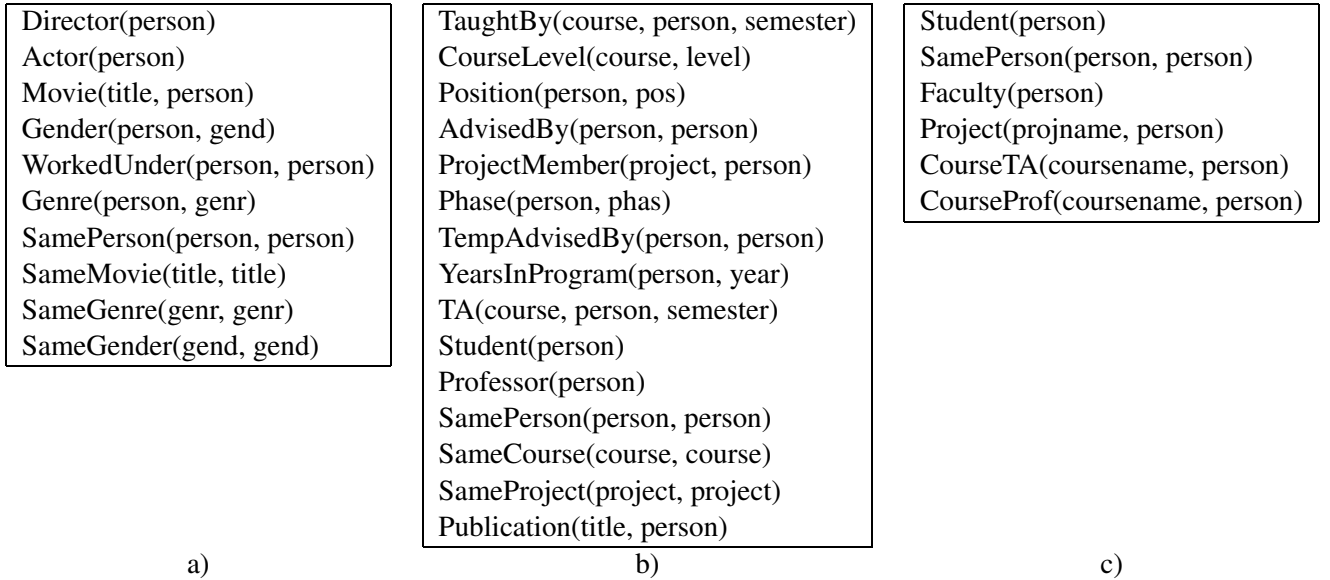 Director(person)
Actor(person)
Movie(title, person)
Gender(person, gend)
WorkedUnder(person, person)
Genre(person, genr)
SamePerson(person, person)
SameMovie(title, title)
SameGenre(genr, genr)
SameGender(gend, gend)
a)
TaughtBy(course, person, semester)
CourseLevel(course, level)
Position(person, pos)
AdvisedBy(person, person)
ProjectMember(project, person)
Phase(person, phas)
TempAdvisedBy(person, person)
YearsInProgram(person, year)
TA(course, person, semester)
Student(person)
Professor(person)
SamePerson(person, person)
SameCourse(course, course)
SameProject(project, project)
Publication(title, person)
b)
Student(person)
SamePerson(person, person)
Faculty(person)
Project(projname, person)
CourseTA(coursename, person)
CourseProf(coursename, person)
c)